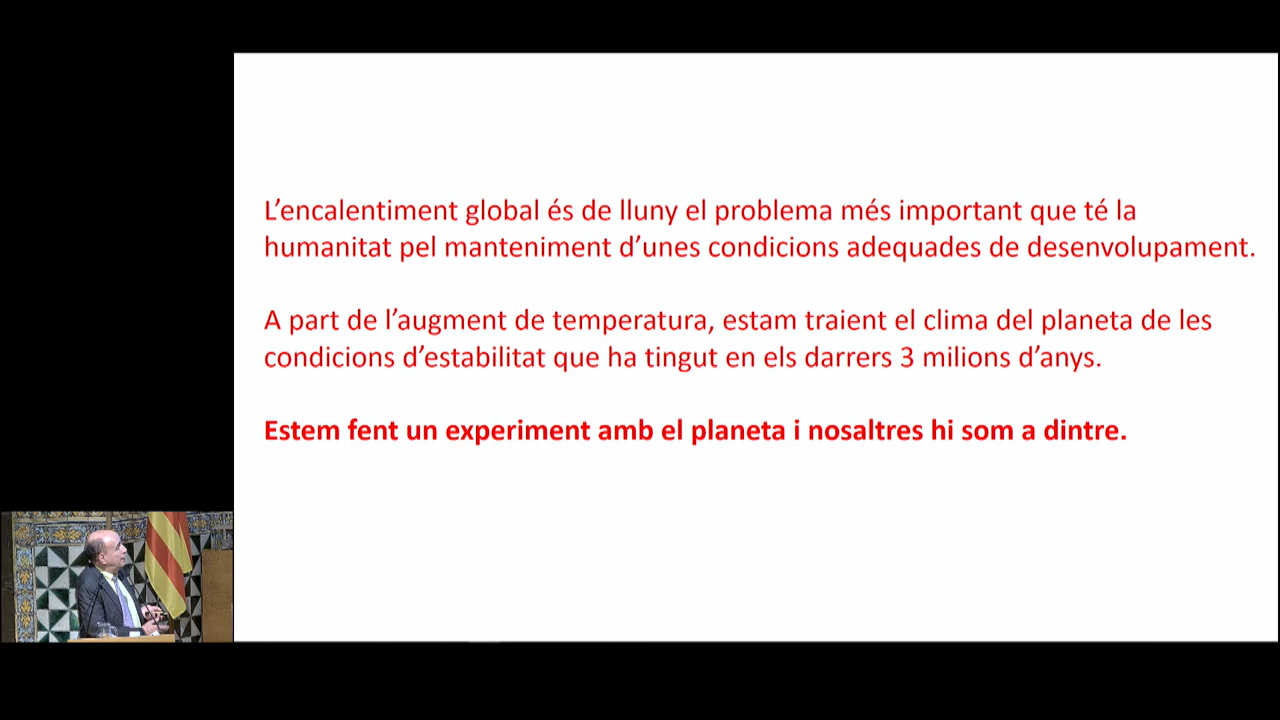 L’encalentiment global és de lluny el problema més important que té la
humanitat pel manteniment d’unes condicions adequades de desenvolupament.
A part de l’augment de temperatura, estam traient el clima del planeta de les
condicions d’estabilitat que ha tingut en els darrers 3 milions d’anys.
Estem fent un experiment amb el planeta i nosaltres hi som a dintre.